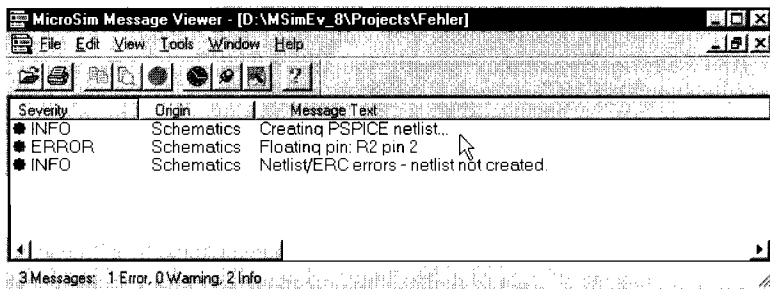 MicroSim Message Viewer - [D:\MSimEv_8\Projects\Fehler]
File Edit View Tools Window Help
Severity Origin Message Text
INFO Schematics Creating PSPICE netlist...
ERROR Schematics Floating pin: R2 pin 2
INFO Schematics Netlist/ERC errors - netlist not created.
3 Messages: 1 Error, 0 Warning, 2 Info